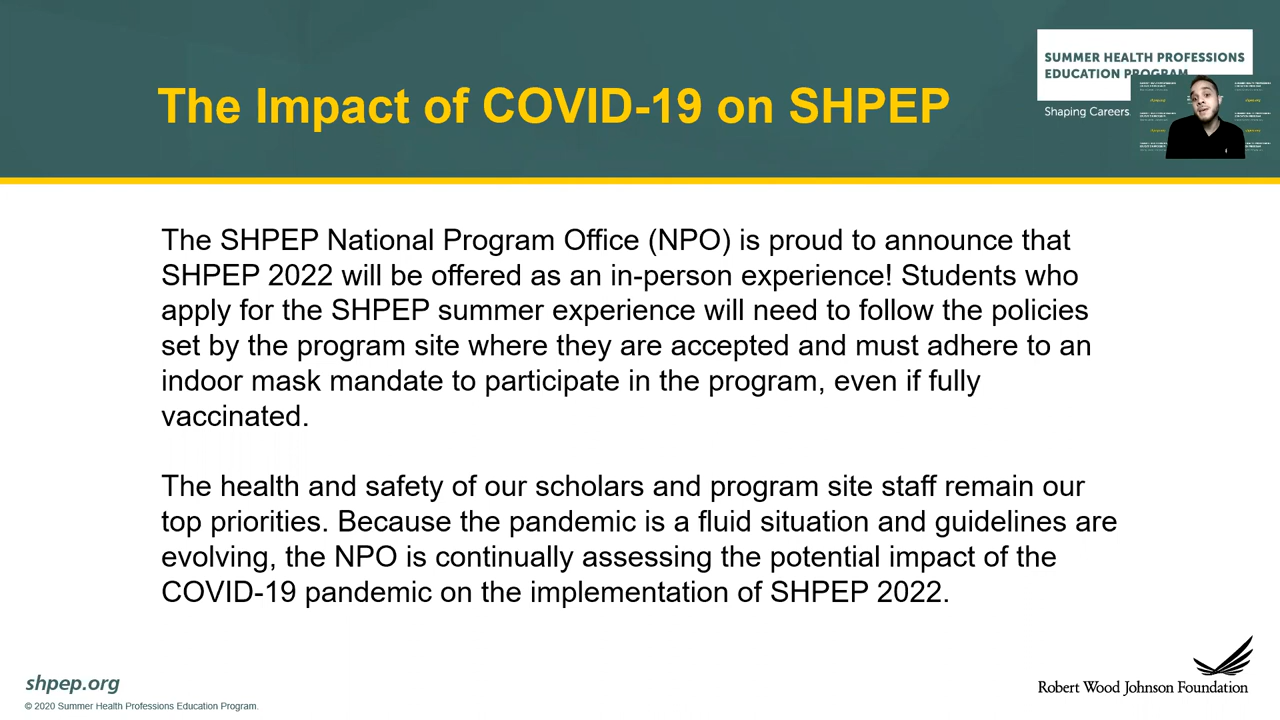 The Impact of COVID-19 on SHPEP
SUMMER HEALTH PROFESSIONS
EDUCATION PROGRAM
Shaping Careers
The SHPEP National Program Office (NPO) is proud to announce that
SHPEP 2022 will be offered as an in-person experience! Students who
apply for the SHPEP summer experience will need to follow the policies
set by the program site where they are accepted and must adhere to an
indoor mask mandate to participate in the program, even if fully
vaccinated.
The health and safety of our scholars and program site staff remain our
top priorities. Because the pandemic is a fluid situation and guidelines are
evolving, the NPO is continually assessing the potential impact of the
COVID-19 pandemic on the implementation of SHPEP 2022.
shpep.org
© 2020 Summer Health Professions Education Program.
Robert Wood Johnson Foundation